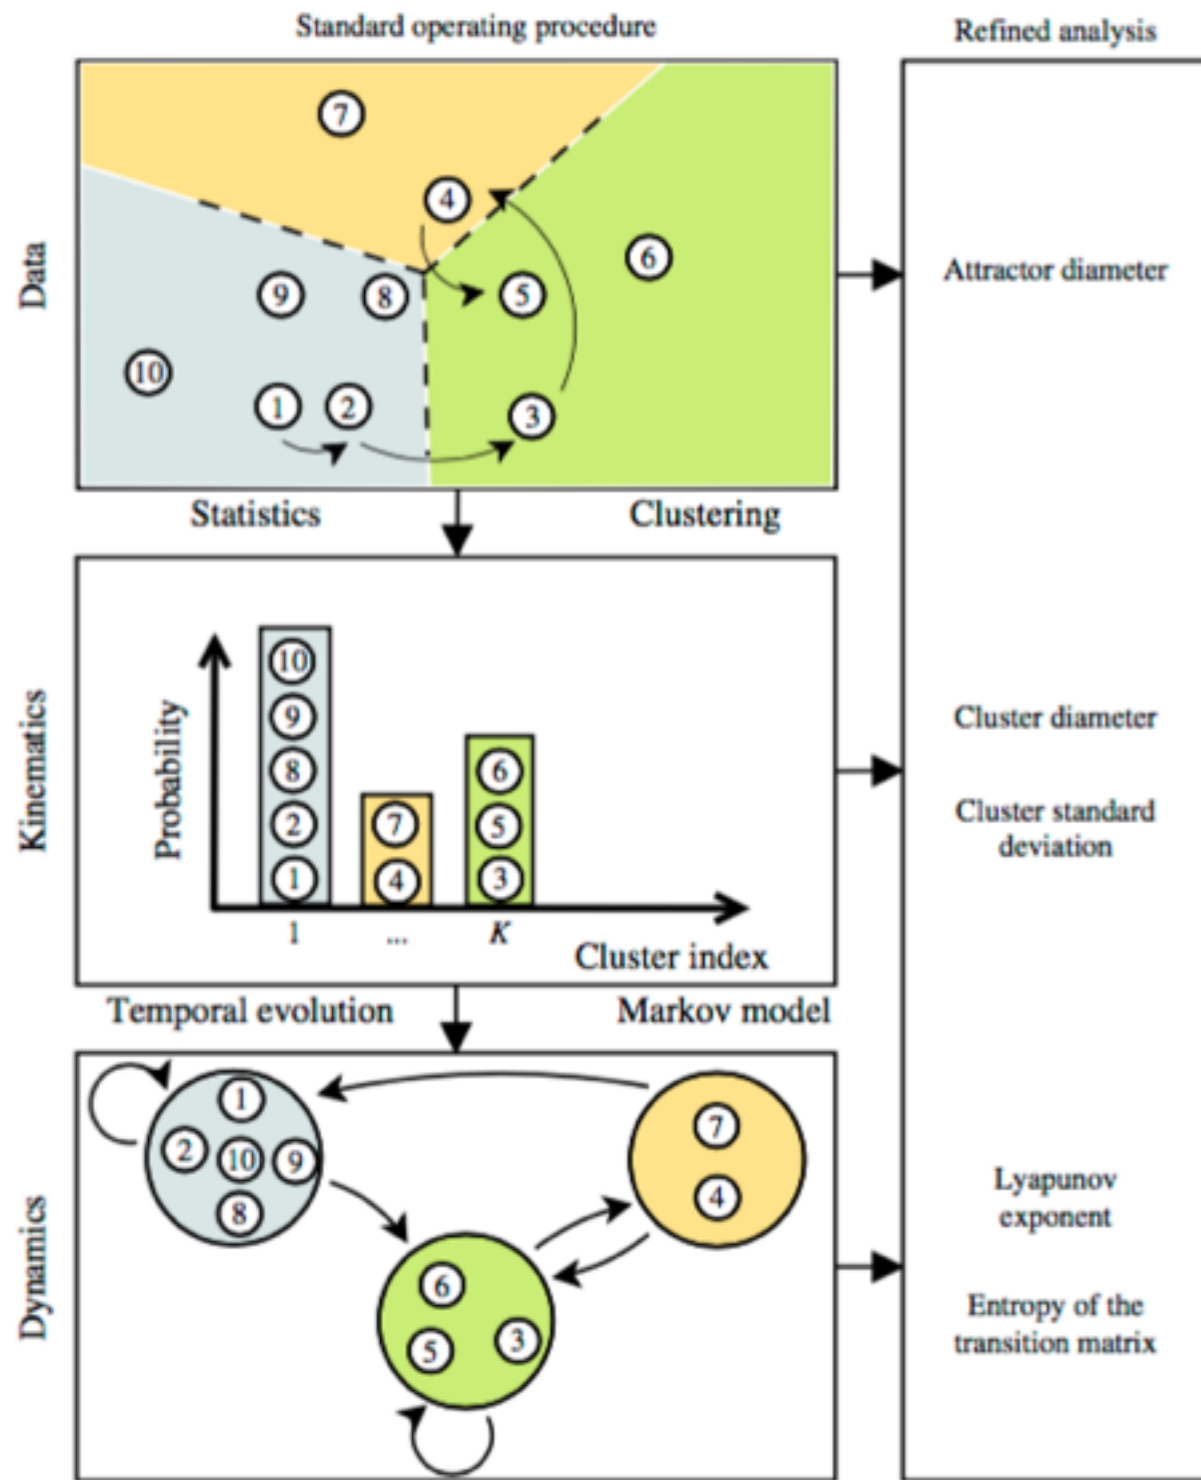 Standard operating procedure
Refined analysis
Data
7
4
6
9
8
5
10
1
2
3
Attractor diameter
Statistics
Clustering
Kinematics
Probability
10
9
8
2
1
7
4
6
5
3
1
...
K
Cluster index
Cluster diameter
Cluster standard
deviation
Temporal evolution
Markov model
Dynamics
1
2
10
9
8
7
4
6
5
3
Lyapunov
exponent
Entropy of the
transition matrix